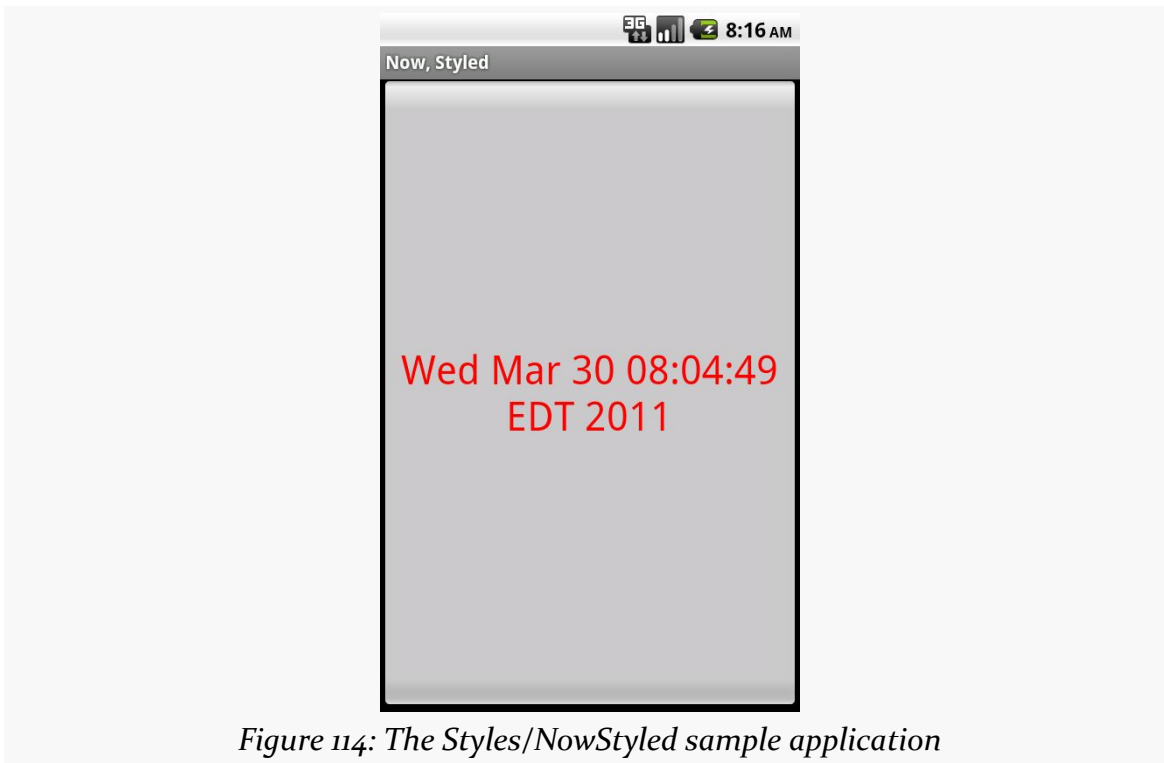 3G 8:16 AM
Now, Styled
Wed Mar 30 08:04:49
EDT 2011
Figure 114: The Styles/NowStyled sample application